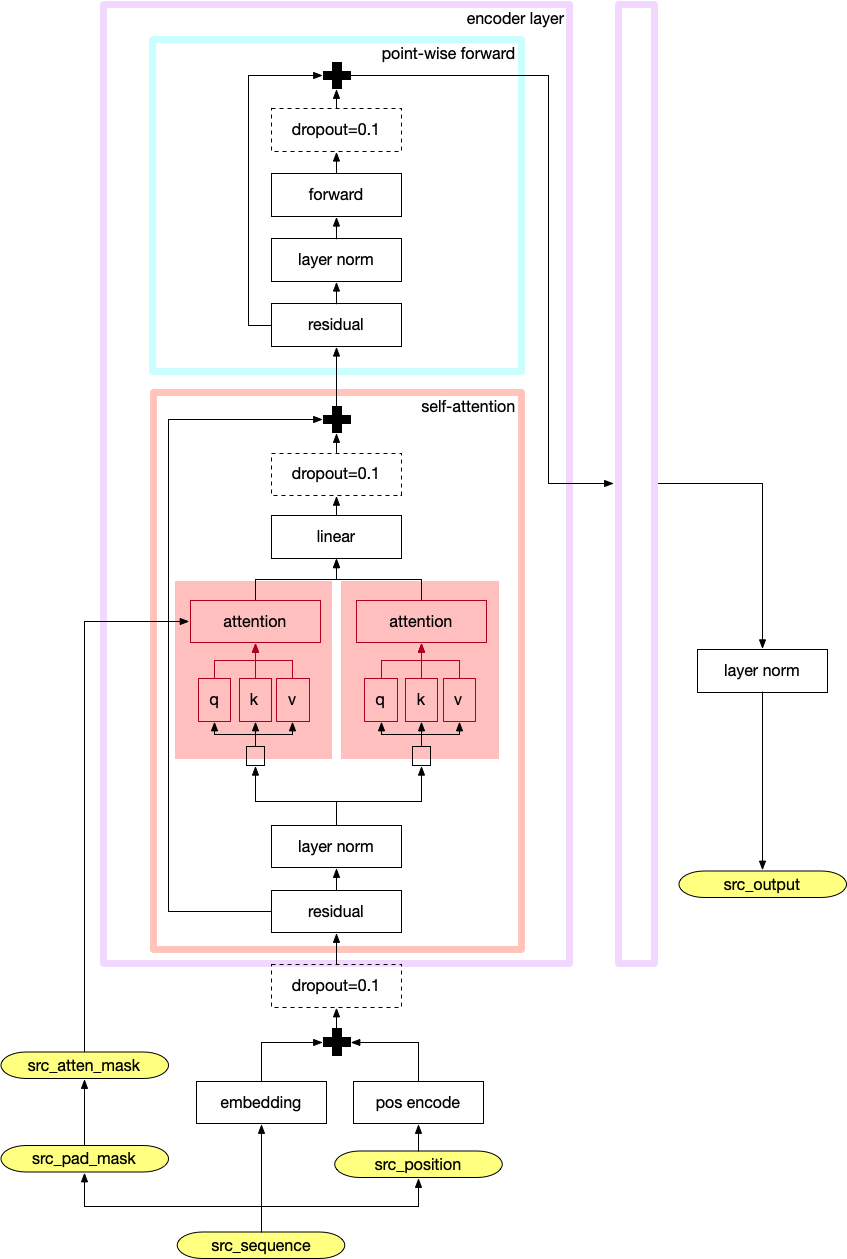 encoder layer
point-wise forward
dropout=0.1
forward
layer norm
residual
self-attention
dropout=0.1
linear
attention
attention
q
k
v
q
k
v
layer norm
layer norm
src_output
residual
dropout=0.1
src_atten_mask
embedding
pos encode
src_pad_mask
src_position
src_sequence